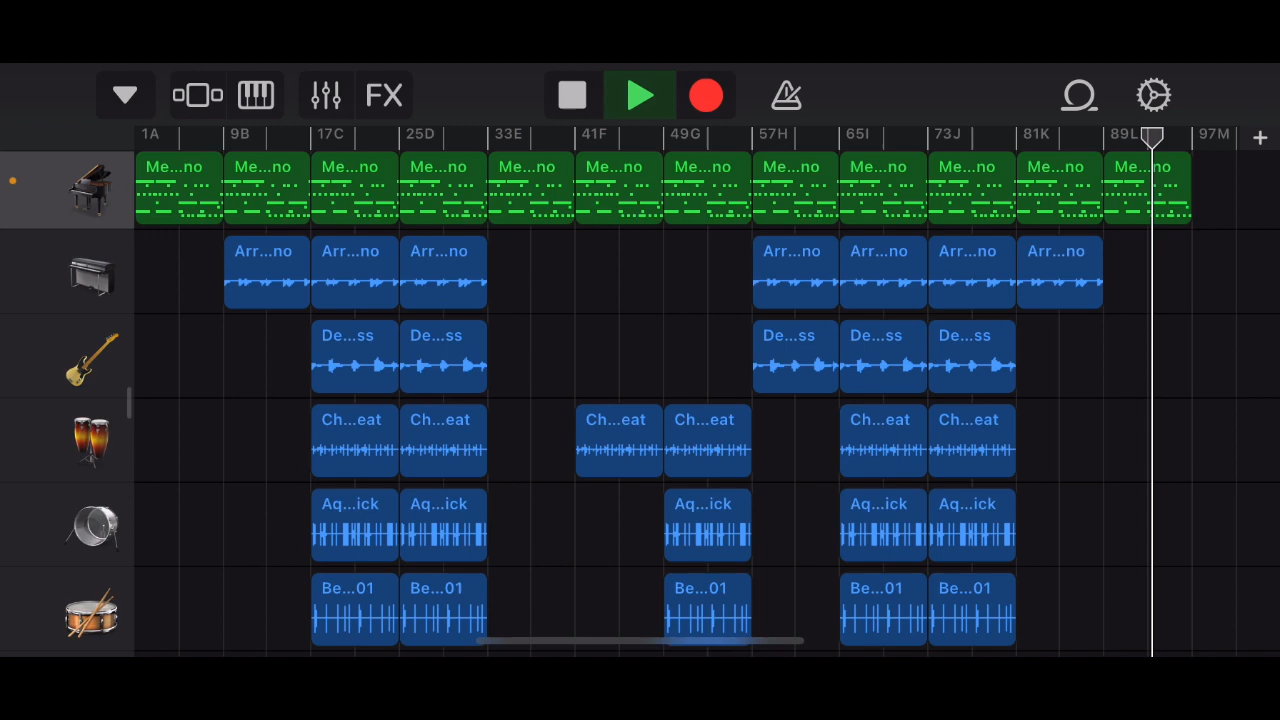 FX
1A 9B 17C 25D 33E 41F 49G 57H 65I 73J 81K 89L 97M +
Me...no Me...no Me...no Me...no Me...no Me...no Me...no Me...no Me...no Me...no Me...no Me...no
Arr...no Arr...no Arr...no Arr...no Arr...no Arr...no Arr...no
De...ss De...ss De...ss De...ss De...ss
Ch...eat Ch...eat Ch...eat Ch...eat Ch...eat Ch...eat
Aq...ick Aq...ick Aq...ick Aq...ick Aq...ick
Be...01 Be...01 Be...01 Be...01 Be...01